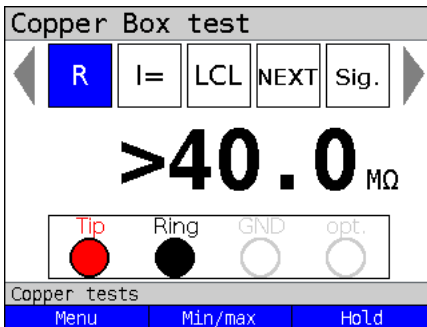 Copper Box test
R I= LCL NEXT Sig.
>40.0 MΩ
Tip Ring GND opt.
Copper tests
Menu Min/max Hold